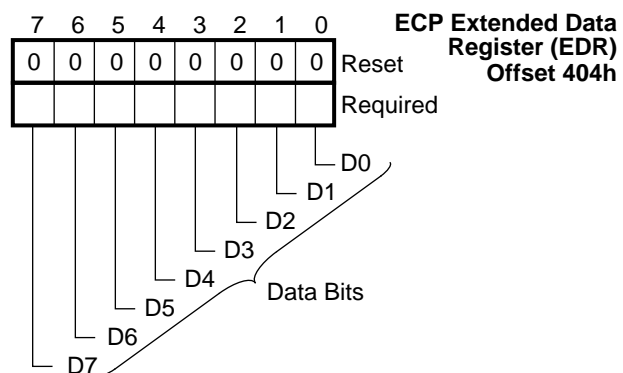 7 6 5 4 3 2 1 0
ECP Extended Data
Register (EDR)
Offset 404h
0 0 0 0 0 0 0 0 Reset
Required
D0
D1
D2
D3
D4
D5
D6
D7
Data Bits